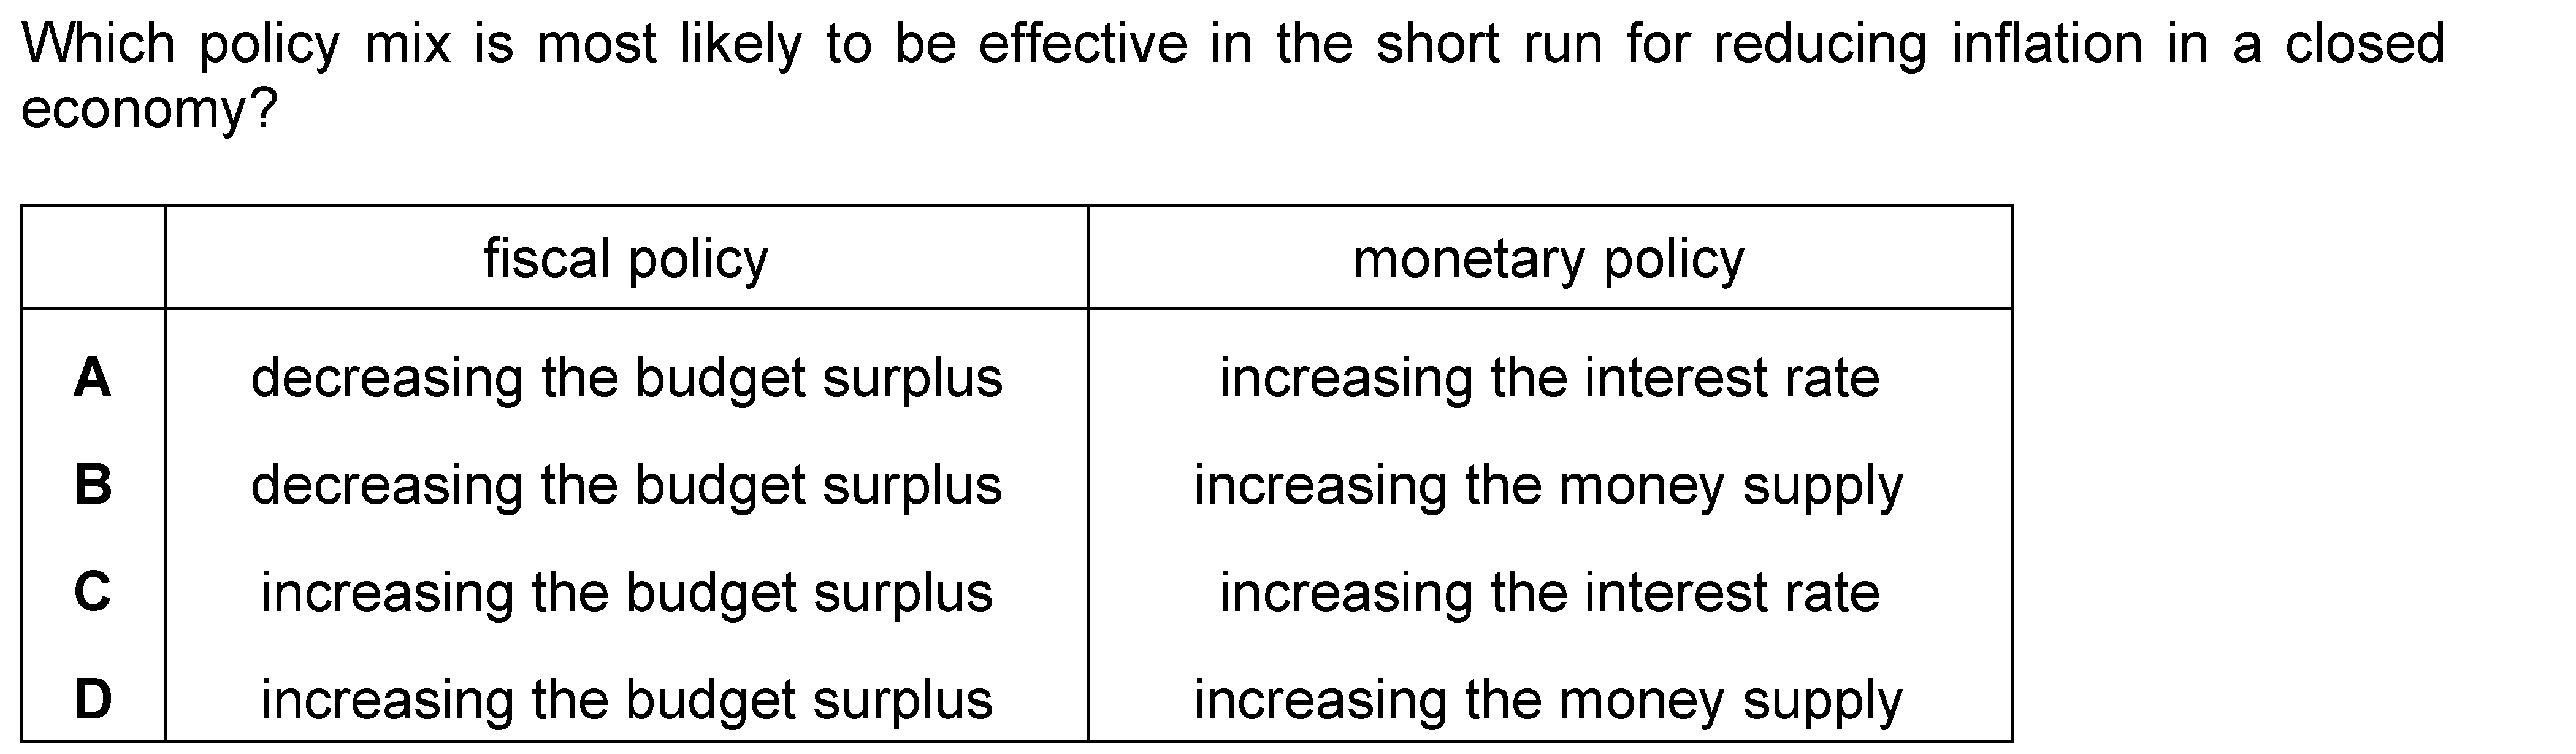 Which policy mix is most likely to be effective in the short run for reducing inflation in a closed
economy?
fiscal policy monetary policy
A decreasing the budget surplus increasing the interest rate
B decreasing the budget surplus increasing the money supply
C increasing the budget surplus increasing the interest rate
D increasing the budget surplus increasing the money supply